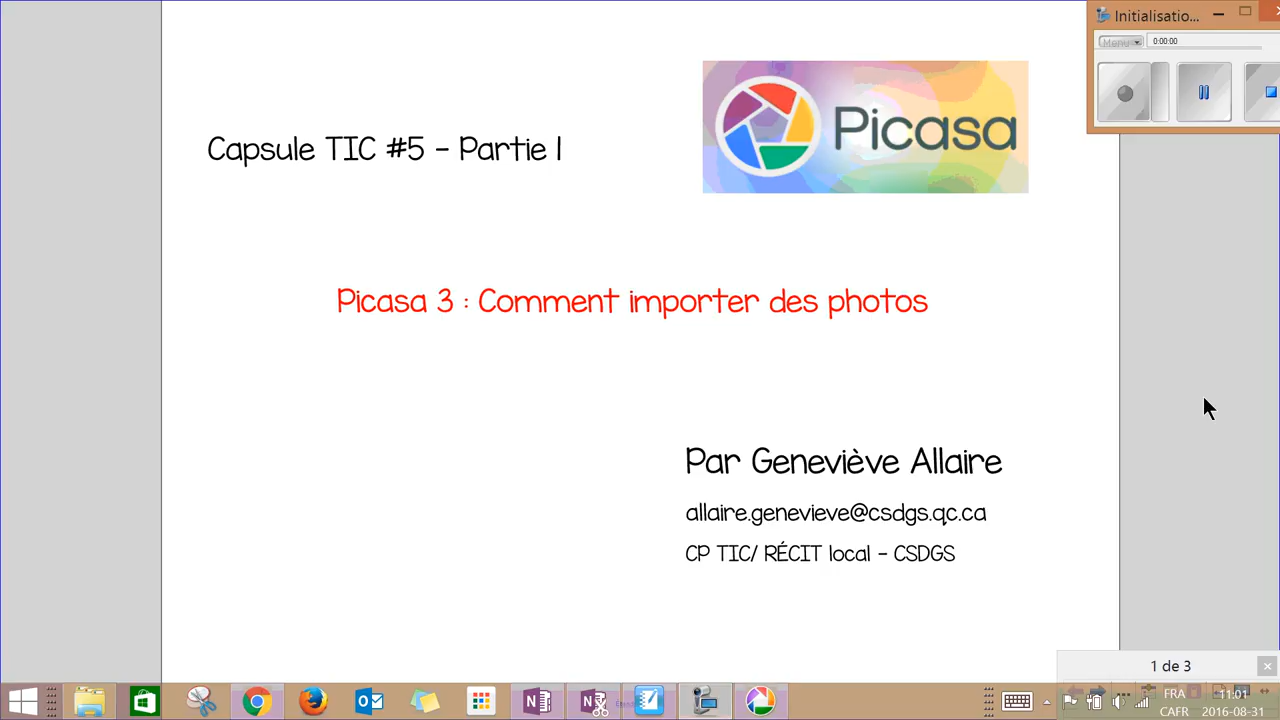 Initialisatio...
Menu
0:00:00
Picasa
Capsule TIC #5 - Partie 1
Picasa 3 : Comment importer des photos
Par Geneviève Allaire
allaire.genevieve@csdgs.qc.ca
CP TIC/ RÉCIT local - CSDGS
1 de 3
FRA
CAFR
11:01
2016-08-31